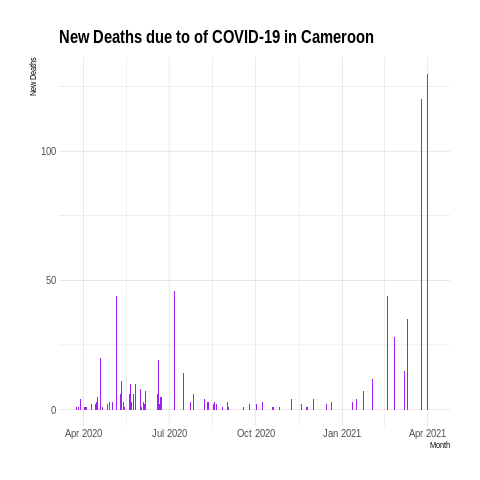 New Deaths due to of COVID-19 in Cameroon
New Deaths
100
50
0
Apr 2020 Jul 2020 Oct 2020 Jan 2021 Apr 2021
Month